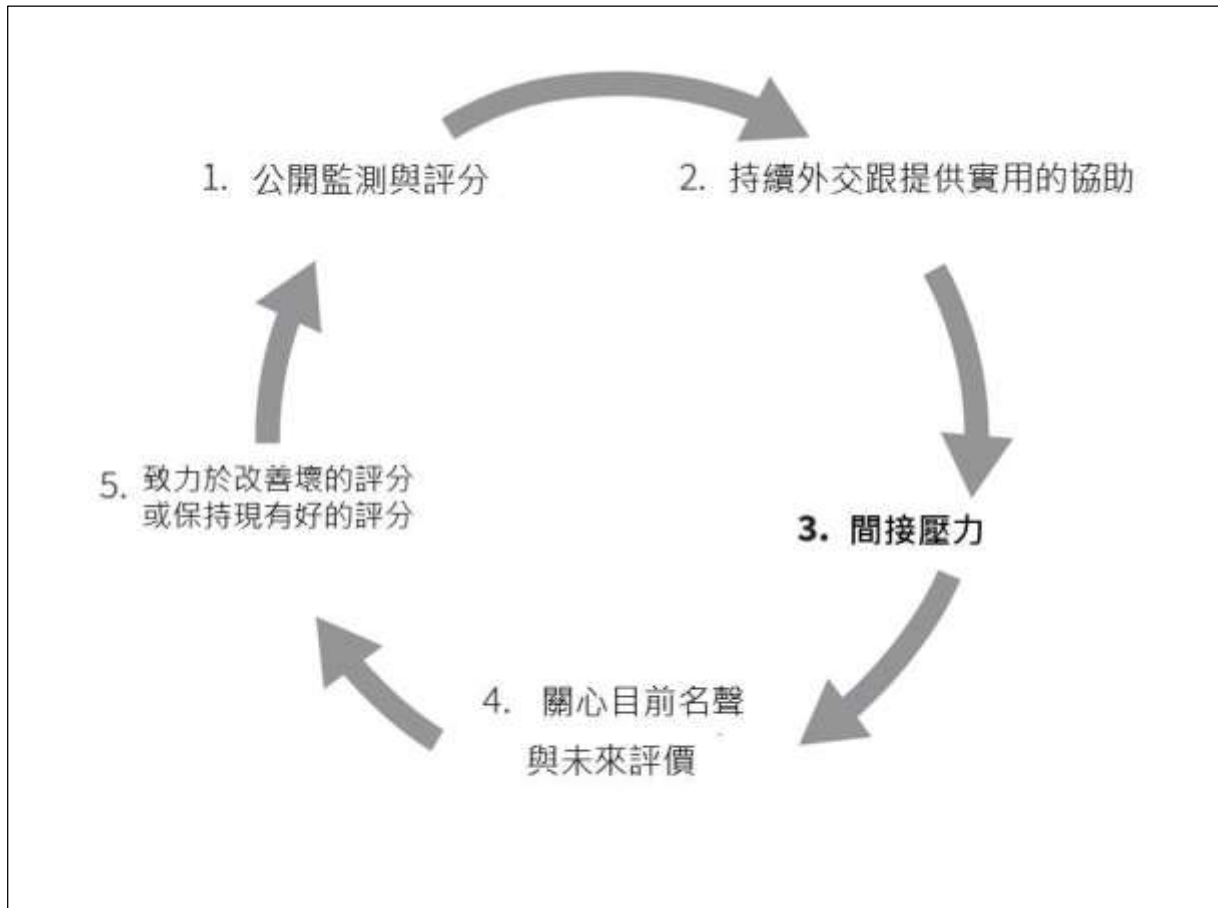 1. 公開監測與評分
2. 持續外交跟提供實用的協助
3. 間接壓力
4. 關心目前名聲
與未來評價
5. 致力於改善壞的評分
或保持現有好的評分